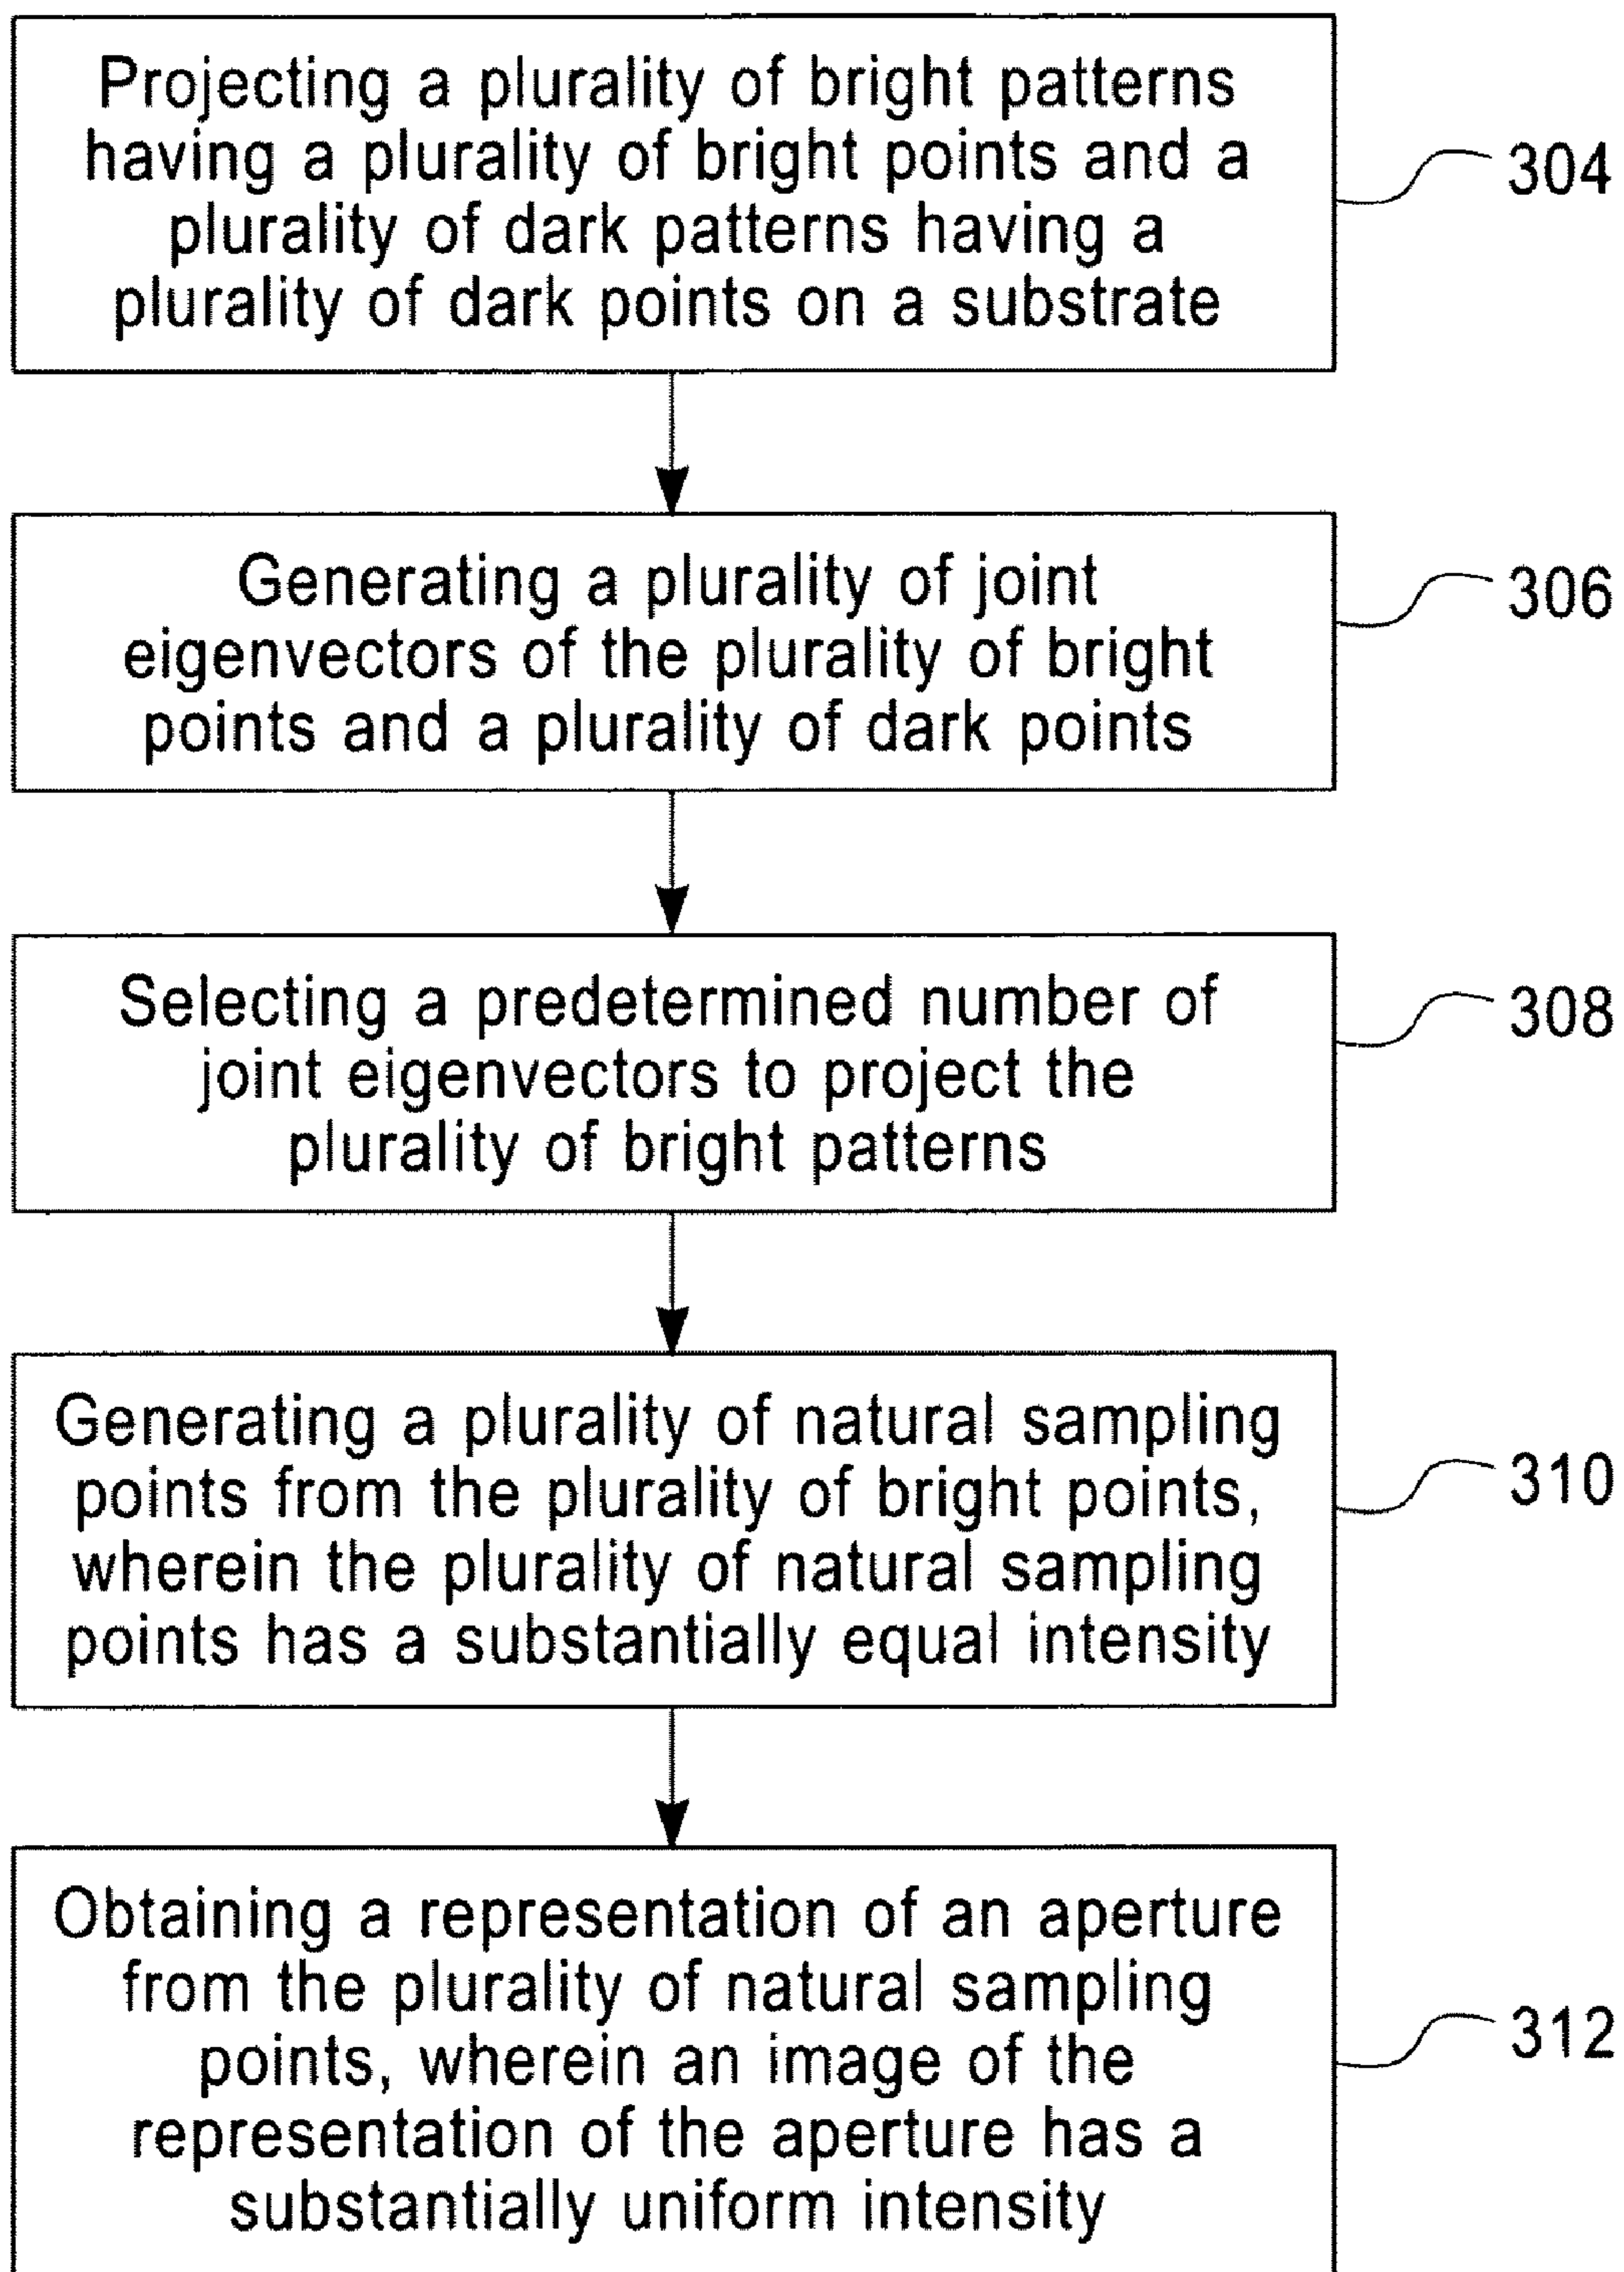 Projecting a plurality of bright patterns
having a plurality of bright points and a
plurality of dark patterns having a
plurality of dark points on a substrate
304
Generating a plurality of joint
eigenvectors of the plurality of bright
points and a plurality of dark points
306
Selecting a predetermined number of
joint eigenvectors to project the
plurality of bright patterns
308
Generating a plurality of natural sampling
points from the plurality of bright points,
wherein the plurality of natural sampling
points has a substantially equal intensity
310
Obtaining a representation of an aperture
from the plurality of natural sampling
points, wherein an image of the
representation of the aperture has a
substantially uniform intensity
312